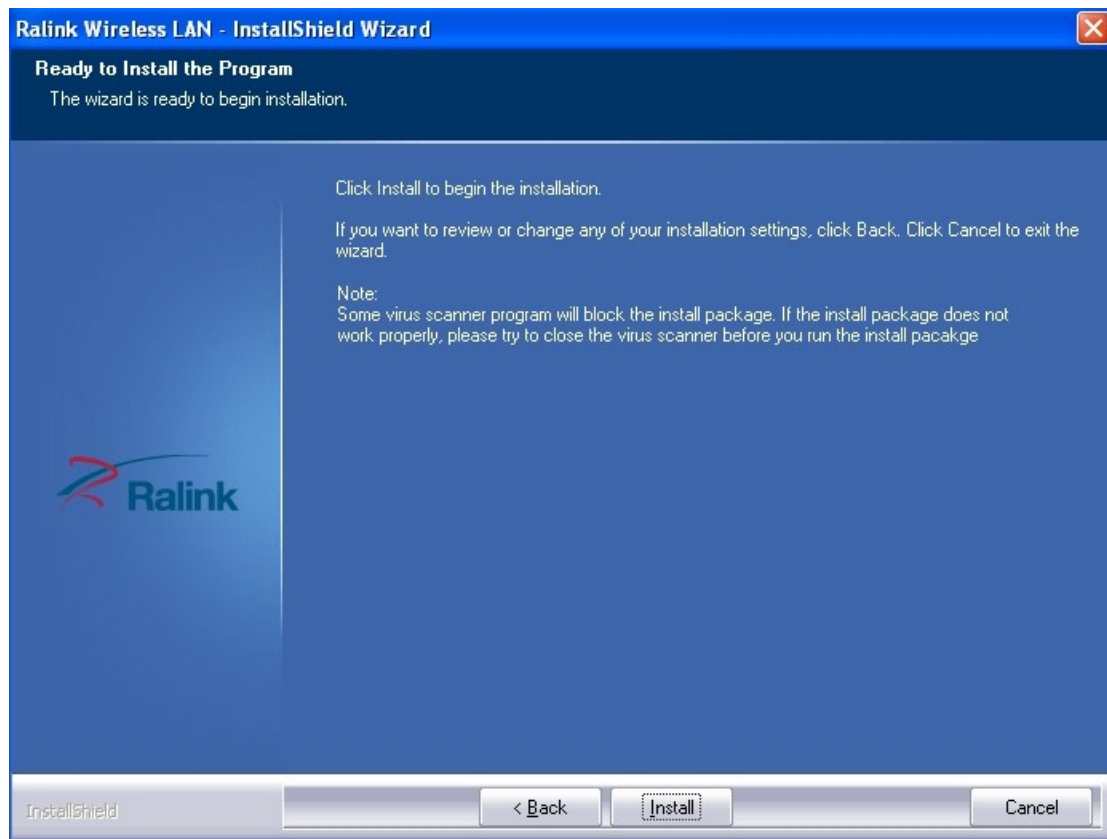 Ralink Wireless LAN - InstallShield Wizard
Ready to Install the Program
The wizard is ready to begin installation.
Click Install to begin the installation.
If you want to review or change any of your installation settings, click Back. Click Cancel to exit the
wizard.
Note:
Some virus scanner program will block the install package. If the install package does not
work properly, please try to close the virus scanner before you run the install pacakge
Ralink
InstallShield
< Back
Install
Cancel